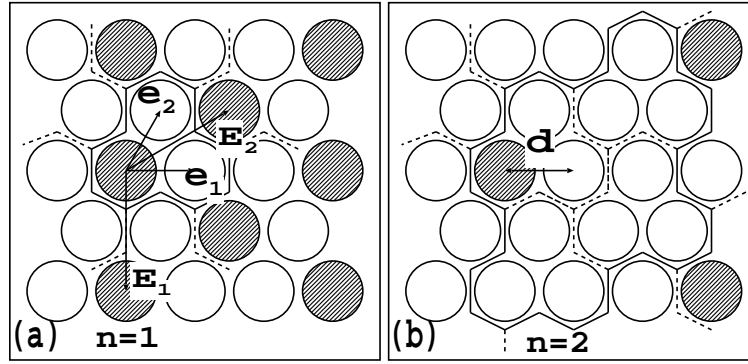 e₂
E₂
d
e₁
E₁
(a) n=1
(b) n=2